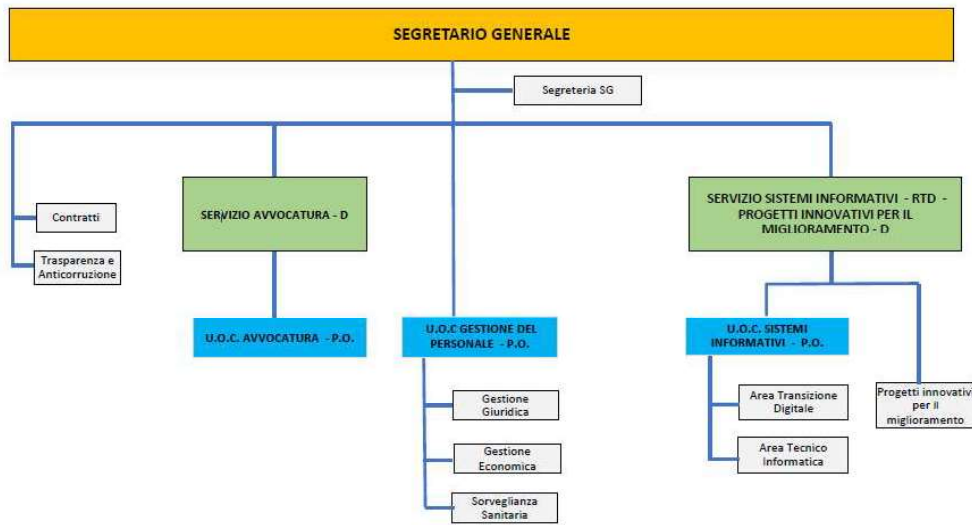 SEGRETARIO GENERALE
Segreteria SG
Contratti
Trasparenza e
Anticorruzione
SERVIZIO AVVOCATURA - D
SERVIZIO SISTEMI INFORMATIVI - RTD -
PROGETTI INNOVATIVI PER IL
MIGLIORAMENTO - D
U.O.C. AVVOCATURA - P.O.
U.O.C GESTIONE DEL
PERSONALE - P.O.
U.O.C. SISTEMI
INFORMATIVI - P.O.
Gestione
Giuridica
Gestione
Economica
Sorveglianza
Sanitaria
Area Transizione
Digitale
Area Tecnico
Informatica
Progetti innovativi
per il
miglioramento